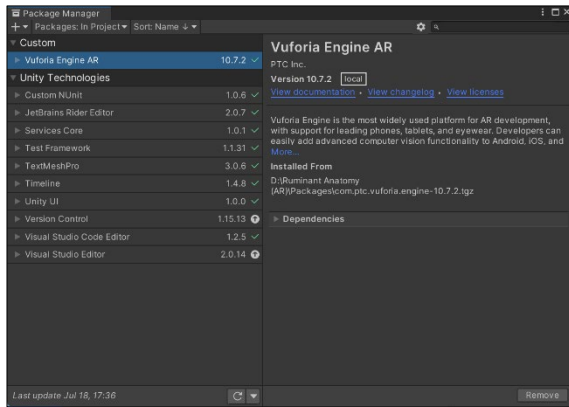 Package Manager
Packages: In Project Sort: Name ↓
Custom
Vuforia Engine AR 10.7.2
Unity Technologies
Custom NUnit 1.0.6
JetBrains Rider Editor 2.0.7
Services Core 1.0.1
Test Framework 1.1.31
TextMeshPro 3.0.6
Timeline 1.4.8
Unity UI 1.0.0
Version Control 1.15.13
Visual Studio Code Editor 1.2.5
Visual Studio Editor 2.0.14
Last update Jul 18, 17:36
Vuforia Engine AR
PTC Inc.
Version 10.7.2 local
View documentation • View changelog • View licenses
Vuforia Engine is the most widely used platform for AR development,
with support for leading phones, tablets, and eyewear. Developers can
easily add advanced computer vision functionality to Android, iOS, and
More...
Installed From
D:\Ruminant Anatomy
(AR)\Packages\com.ptc.vuforia.engine-10.7.2.tgz
Dependencies
Remove